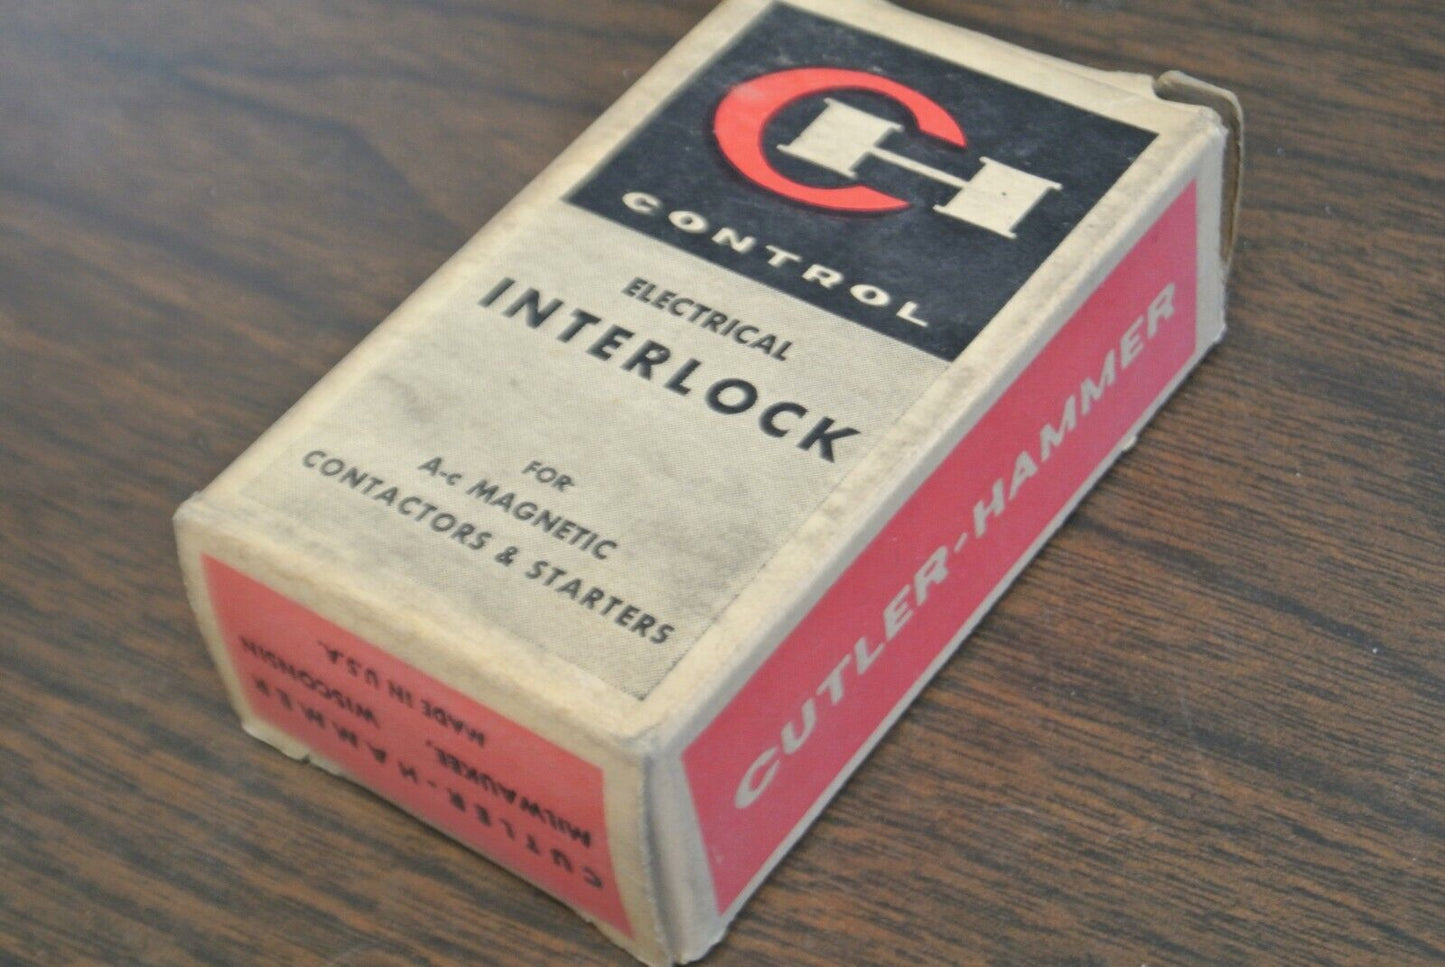 CH
CONTROL
ELECTRICAL
INTERLOCK
FOR
A-c MAGNETIC
CONTACTORS & STARTERS
CUTLER-HAMMER
CUTLER-HAMMER
MILWAUKEE, WISCONSIN
MADE IN U.S.A.